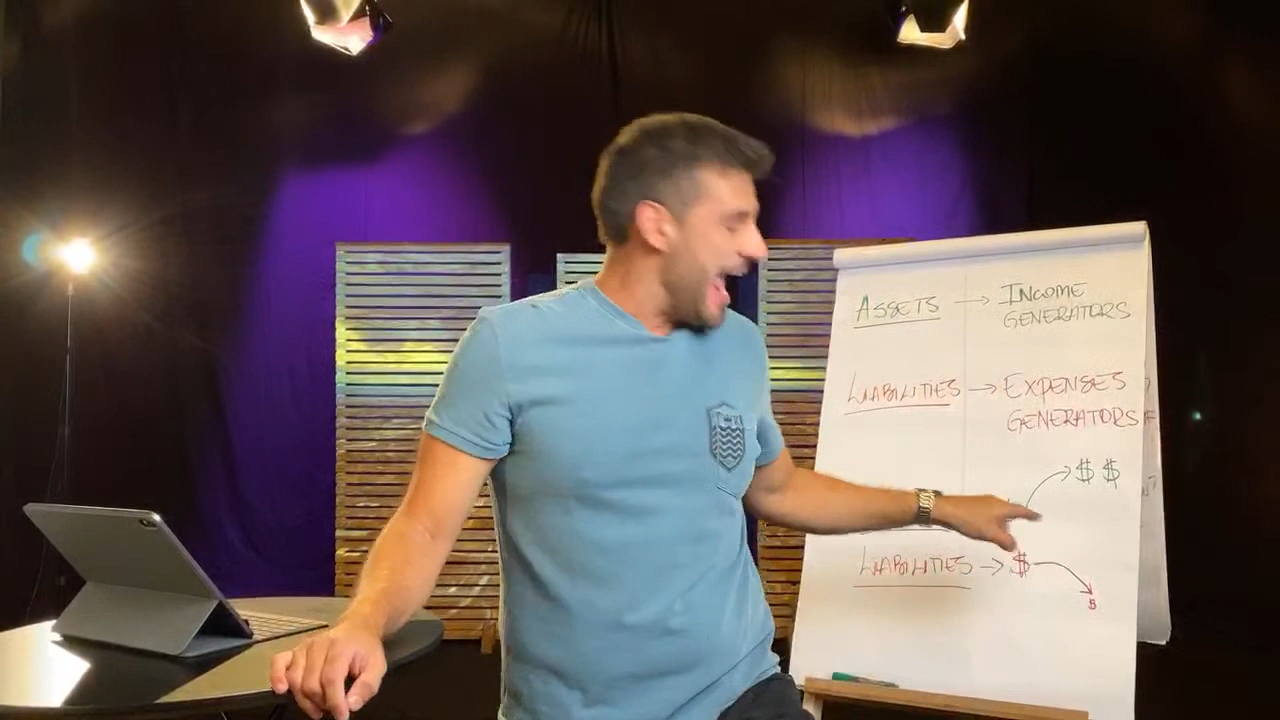 ASSETS → INCOME
GENERATORS
LIABILITIES → EXPENSES
GENERATORS
$ $
LIABILITIES → $
$